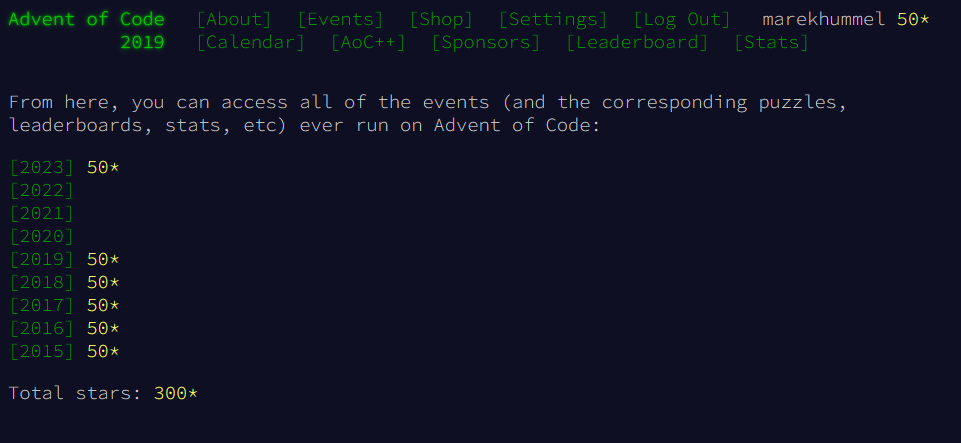 Advent of Code [About] [Events] [Shop] [Settings] [Log Out] marekhummel 50*
2019 [Calendar] [AoC++] [Sponsors] [Leaderboard] [Stats]
From here, you can access all of the events (and the corresponding puzzles,
leaderboards, stats, etc) ever run on Advent of Code:
[2023] 50*
[2022]
[2021]
[2020]
[2019] 50*
[2018] 50*
[2017] 50*
[2016] 50*
[2015] 50*
Total stars: 300*